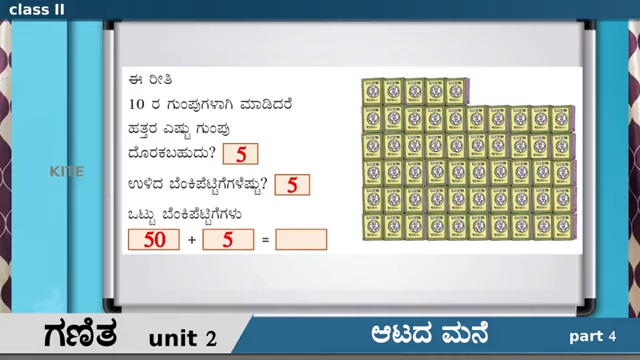 class II
ಈ ರೀತಿ
10 ರ ಗುಂಪುಗಳಾಗಿ ಮಾಡಿದರೆ
ಹತ್ತರ ಎಷ್ಟು ಗುಂಪು
ದೊರಕಬಹುದು? 5
ಉಳಿದ ಬೆಂಕಿಪೆಟ್ಟಿಗೆಗಳೆಷ್ಟು? 5
ಒಟ್ಟು ಬೆಂಕಿಪೆಟ್ಟಿಗೆಗಳು
50 + 5 =
KITE
ಗಣಿತ unit 2 ಆಟದ ಮನೆ part 4